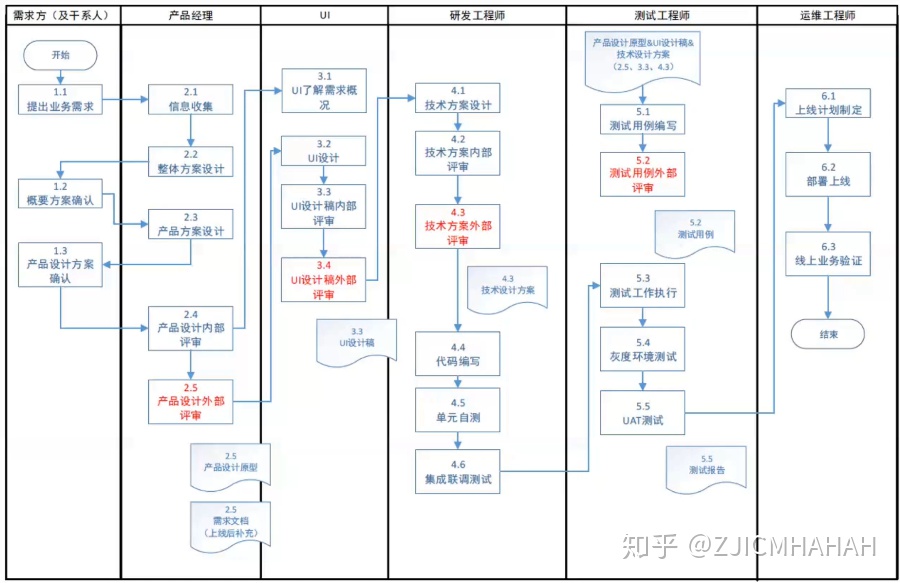 需求方（及干系人）
产品经理
UI
研发工程师
测试工程师
运维工程师
开始
1.1
提出业务需求
1.2
概要方案确认
1.3
产品设计方案
确认
2.1
信息收集
2.2
整体方案设计
2.3
产品方案设计
2.4
产品设计内部
评审
2.5
产品设计外部
评审
2.5
产品设计原型
2.5
需求文档
（上线后补充）
3.1
UI了解需求概
况
3.2
UI设计
3.3
UI设计稿内部
评审
3.4
UI设计稿外部
评审
3.3
UI设计稿
4.1
技术方案设计
4.2
技术方案内部
评审
4.3
技术方案外部
评审
4.3
技术设计方案
4.4
代码编写
4.5
单元自测
4.6
集成联调测试
产品设计原型&UI设计稿&
技术设计方案
（2.5、3.3、4.3）
5.1
测试用例编写
5.2
测试用例外部
评审
5.2
测试用例
5.3
测试工作执行
5.4
灰度环境测试
5.5
UAT测试
5.5
测试报告
6.1
上线计划制定
6.2
部署上线
6.3
线上业务验证
结束
知乎 @ZJICMHAHAH